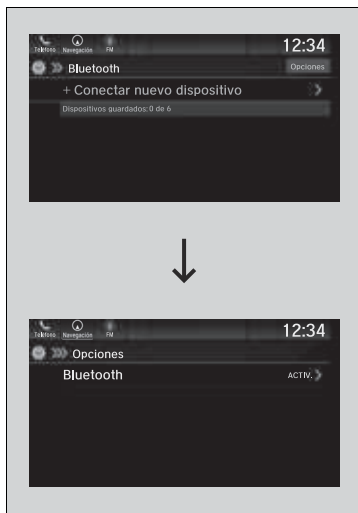 Teléfono Navegación FM 12:34
Bluetooth Opciones
+ Conectar nuevo dispositivo
Dispositivos guardados:0 de 6
Teléfono Navegación FM 12:34
Opciones
Bluetooth ACTIV.